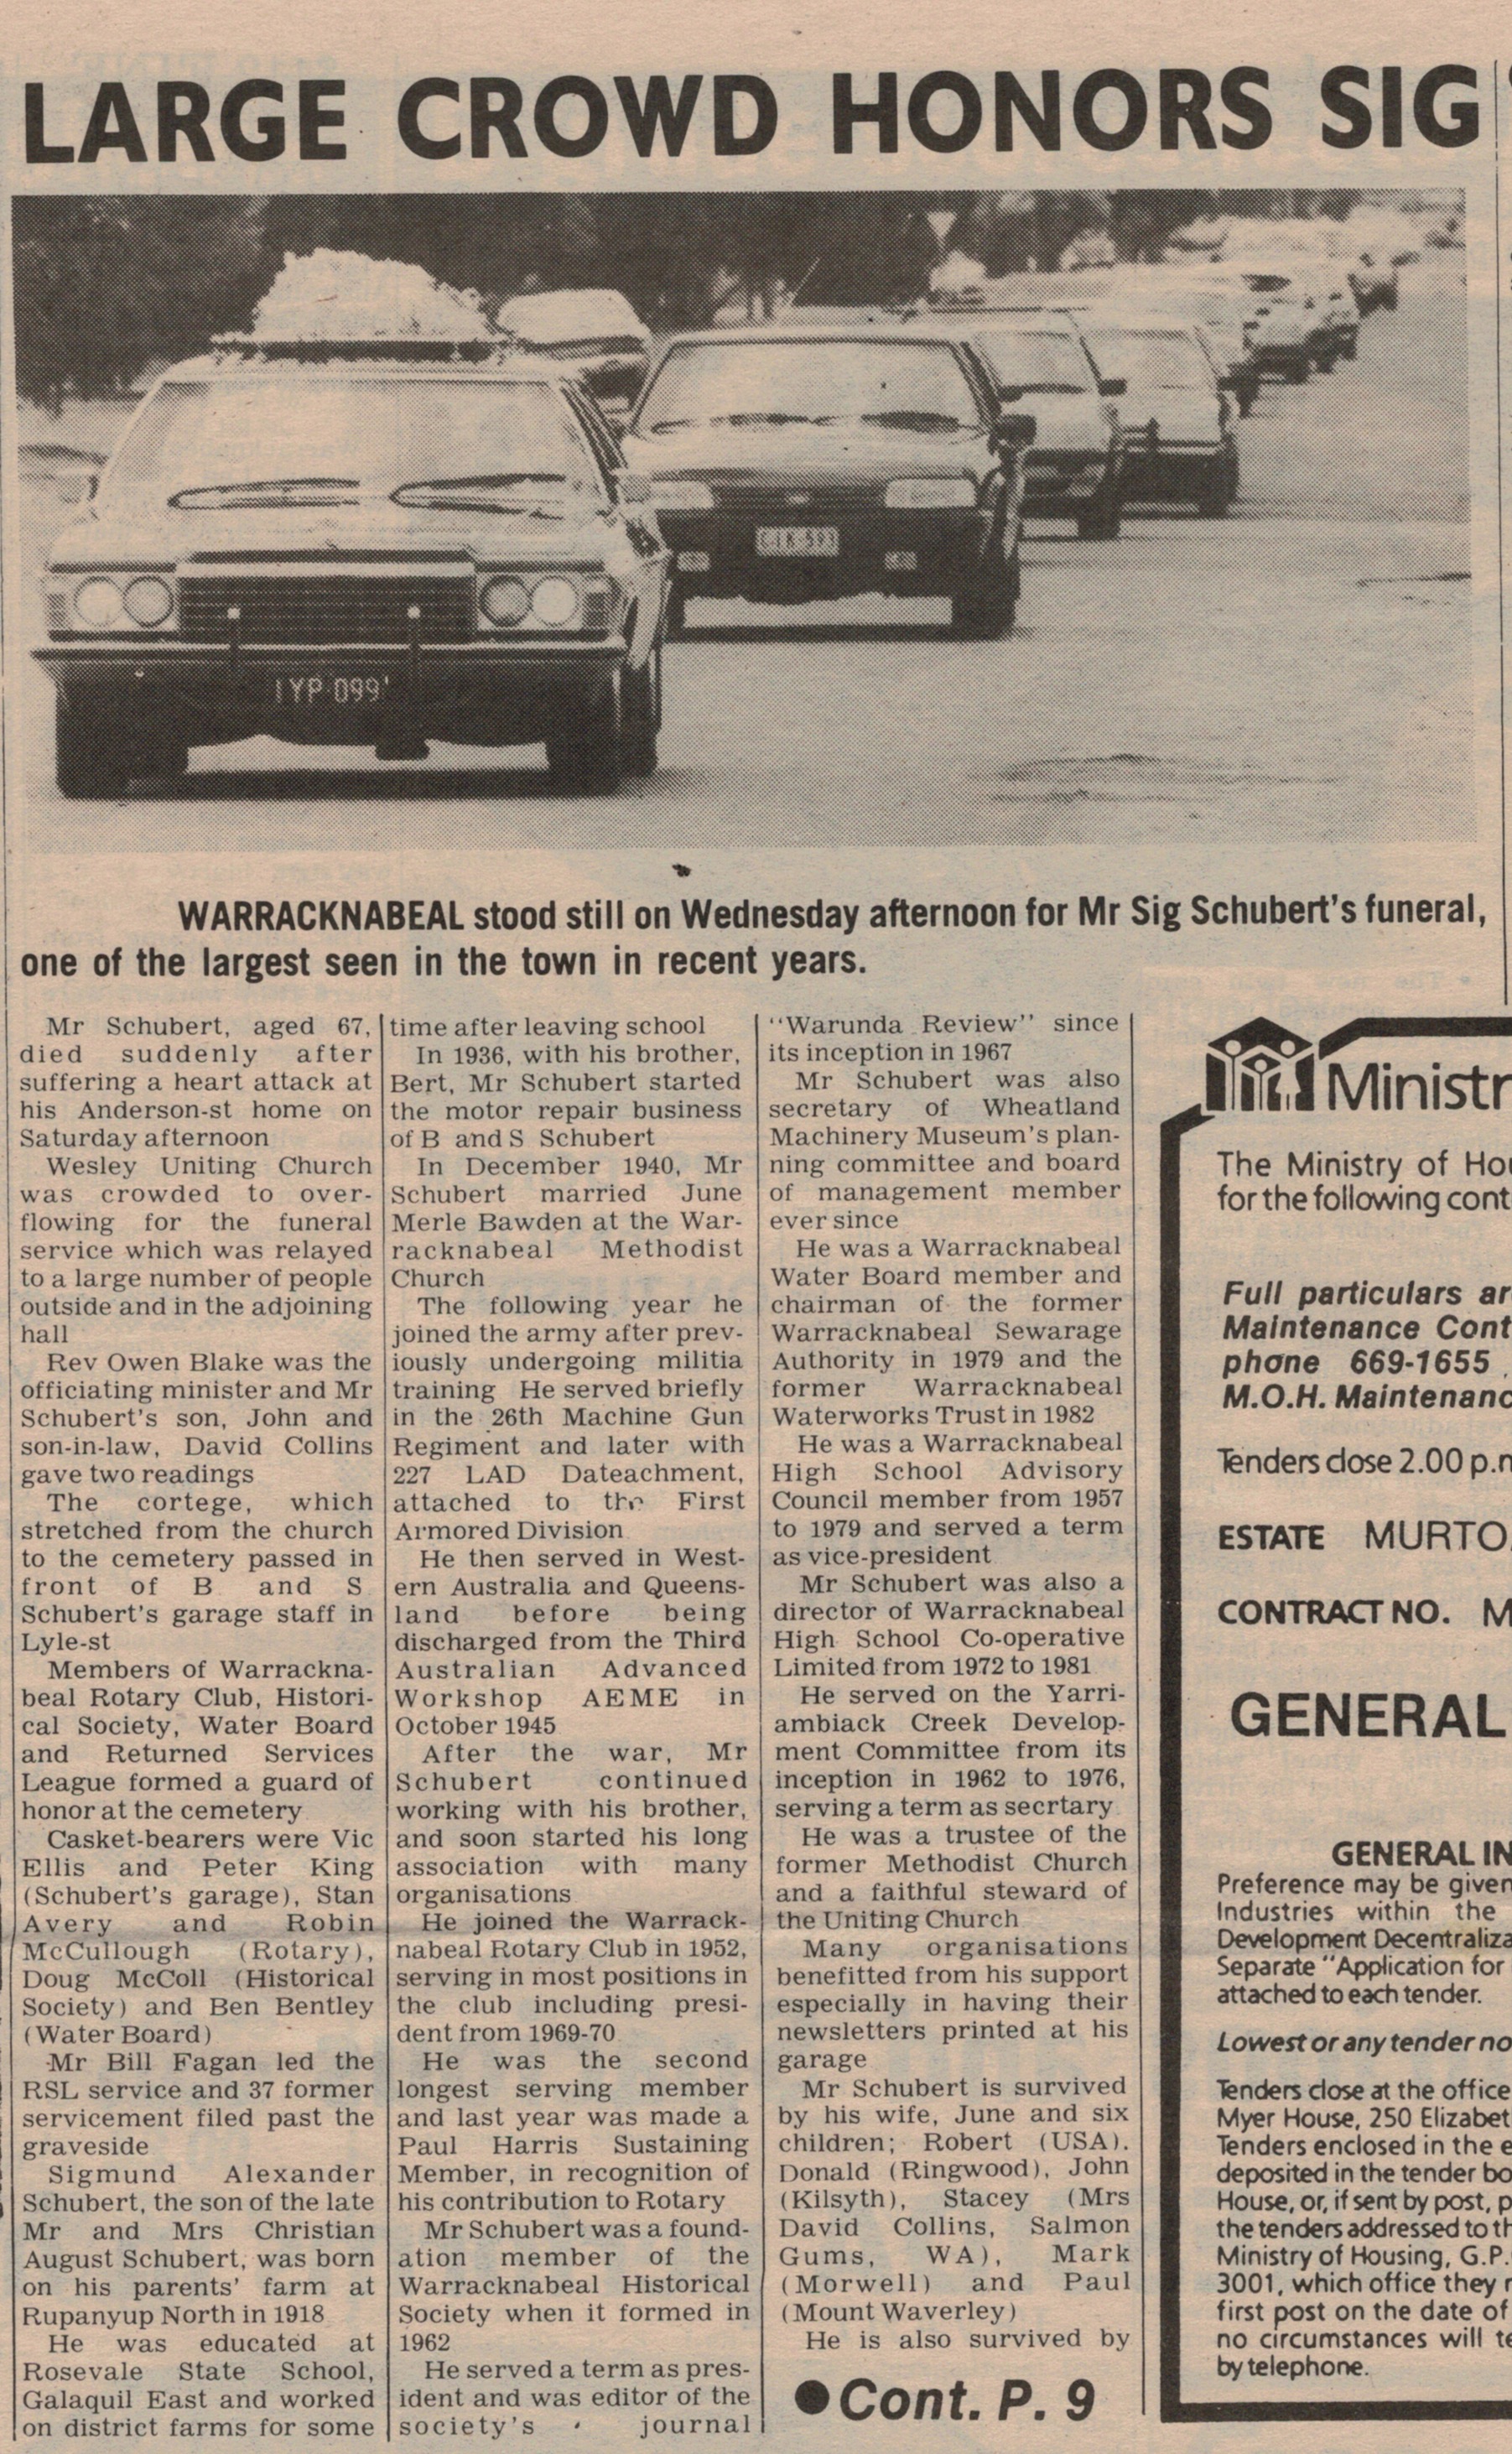 LARGE CROWD HONORS SIG
IYP·099
WARRACKNABEAL stood still on Wednesday afternoon for Mr Sig Schubert's funeral,
one of the largest seen in the town in recent years.
Mr Schubert, aged 67,
died suddenly after
suffering a heart attack at
his Anderson-st home on
Saturday afternoon
Wesley Uniting Church
was crowded to over-
flowing for the funeral
service which was relayed
to a large number of people
outside and in the adjoining
hall
Rev Owen Blake was the
officiating minister and Mr
Schubert's son, John and
son-in-law, David Collins
gave two readings
The cortege, which
stretched from the church
to the cemetery passed in
front of B and S
Schubert's garage staff in
Lyle-st
Members of Warrackna-
beal Rotary Club, Histori-
cal Society, Water Board
and Returned Services
League formed a guard of
honor at the cemetery
Casket-bearers were Vic
Ellis and Peter King
(Schubert's garage), Stan
Avery and Robin
McCullough (Rotary),
Doug McColl (Historical
Society) and Ben Bentley
(Water Board)
Mr Bill Fagan led the
RSL service and 37 former
servicement filed past the
graveside
Sigmund Alexander
Schubert, the son of the late
Mr and Mrs Christian
August Schubert, was born
on his parents' farm at
Rupanyup North in 1918
He was educated at
Rosevale State School,
Galaquil East and worked
on district farms for some
time after leaving school
In 1936, with his brother,
Bert, Mr Schubert started
the motor repair business
of B and S Schubert
In December 1940, Mr
Schubert married June
Merle Bawden at the War-
racknabeal Methodist
Church
The following year he
joined the army after prev-
iously undergoing militia
training He served briefly
in the 26th Machine Gun
Regiment and later with
227 LAD Dateachment,
attached to the First
Armored Division
He then served in West-
ern Australia and Queens-
land before being
discharged from the Third
Australian Advanced
Workshop AEME in
October 1945
After the war, Mr
Schubert continued
working with his brother,
and soon started his long
association with many
organisations
He joined the Warrack-
nabeal Rotary Club in 1952,
serving in most positions in
the club including presi-
dent from 1969-70
He was the second
longest serving member
and last year was made a
Paul Harris Sustaining
Member, in recognition of
his contribution to Rotary
Mr Schubert was a found-
ation member of the
Warracknabeal Historical
Society when it formed in
1962
He served a term as pres-
ident and was editor of the
society's journal
"Warunda Review" since
its inception in 1967
Mr Schubert was also
secretary of Wheatland
Machinery Museum's plan-
ning committee and board
of management member
ever since
He was a Warracknabeal
Water Board member and
chairman of the former
Warracknabeal Sewarage
Authority in 1979 and the
former Warracknabeal
Waterworks Trust in 1982
He was a Warracknabeal
High School Advisory
Council member from 1957
to 1979 and served a term
as vice-president
Mr Schubert was also a
director of Warracknabeal
High School Co-operative
Limited from 1972 to 1981
He served on the Yarri-
ambiack Creek Develop-
ment Committee from its
inception in 1962 to 1976,
serving a term as secrtary
He was a trustee of the
former Methodist Church
and a faithful steward of
the Uniting Church
Many organisations
benefitted from his support
especially in having their
newsletters printed at his
garage
Mr Schubert is survived
by his wife, June and six
children; Robert (USA).
Donald (Ringwood), John
(Kilsyth), Stacey (Mrs
David Collins, Salmon
Gums, WA), Mark
(Morwell) and Paul
(Mount Waverley)
He is also survived by
●Cont. P. 9
Ministr
The Ministry of Hou
for the following cont
Full particulars ar
Maintenance Cont
phone 669-1655
M.O.H. Maintenanc
Tenders close 2.00 p.m
ESTATE MURTO
CONTRACT NO. M
GENERAL
GENERAL IN
Preference may be given
Industries within the
Development Decentraliza
Separate "Application for
attached to each tender.
Lowest or any tender no
Tenders close at the office
Myer House, 250 Elizabet
Tenders enclosed in the e
deposited in the tender bo
House, or, if sent by post, p
the tenders addressed to th
Ministry of Housing, G.P.
3001, which office they r
first post on the date of
no circumstances will te
by telephone.